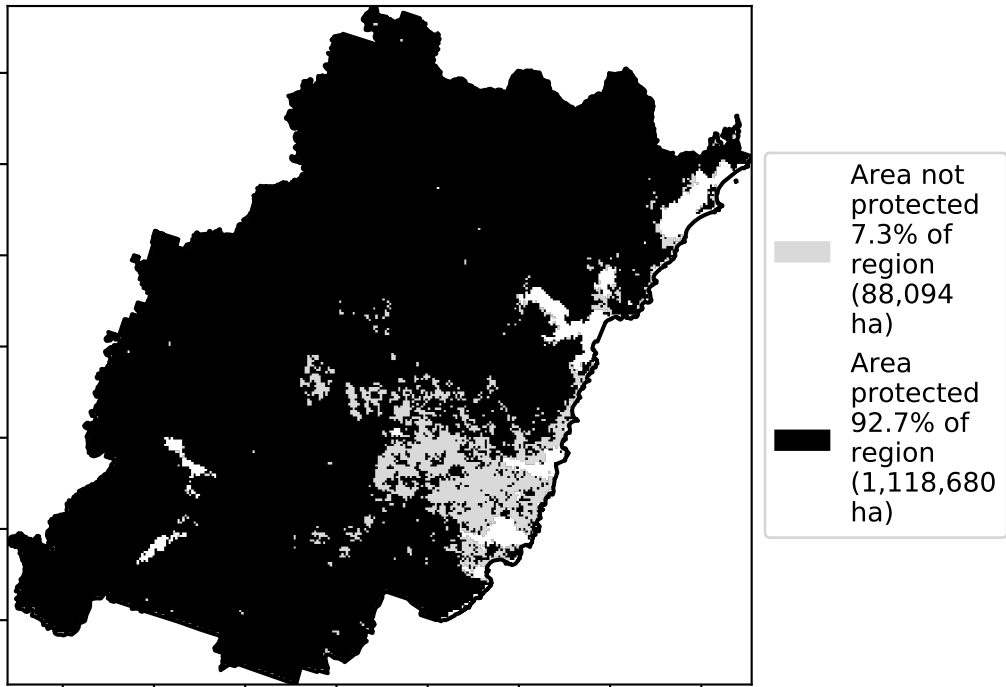 Area not
protected
7.3% of
region
(88,094
ha)
Area
protected
92.7% of
region
(1,118,680
ha)